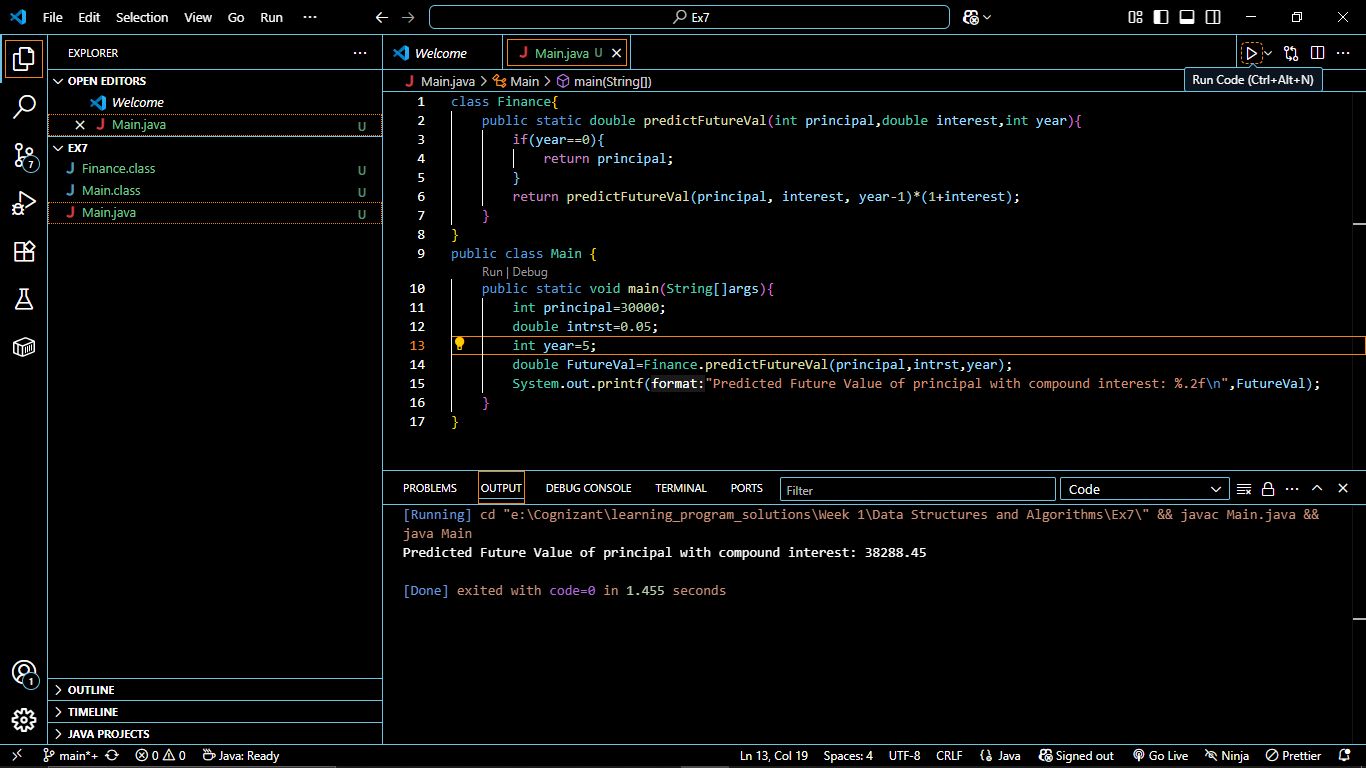 File Edit Selection View Go Run ··· Ex7
EXPLORER ···
OPEN EDITORS
Welcome
Main.java U
EX7
Finance.class U
Main.class U
Main.java U
OUTLINE
TIMELINE
JAVA PROJECTS
7
1
Welcome Main.java U
Run Code (Ctrl+Alt+N)
Main.java > Main > main(String[])
1 class Finance{
2 public static double predictFutureVal(int principal,double interest,int year){
3 if(year==0){
4 return principal;
5 }
6 return predictFutureVal(principal, interest, year-1)*(1+interest);
7 }
8 }
9 public class Main {
Run | Debug
10 public static void main(String[]args){
11 int principal=30000;
12 double intrst=0.05;
13 int year=5;
14 double FutureVal=Finance.predictFutureVal(principal,intrst,year);
15 System.out.printf(format:"Predicted Future Value of principal with compound interest: %.2f\n",FutureVal);
16 }
17 }
PROBLEMS OUTPUT DEBUG CONSOLE TERMINAL PORTS Filter Code
[Running] cd "e:\Cognizant\learning_program_solutions\Week 1\Data Structures and Algorithms\Ex7\" && javac Main.java &&
java Main
Predicted Future Value of principal with compound interest: 38288.45
[Done] exited with code=0 in 1.455 seconds
main*+ 0 0 Java: Ready Ln 13, Col 19 Spaces: 4 UTF-8 CRLF Java Signed out Go Live Ninja Prettier